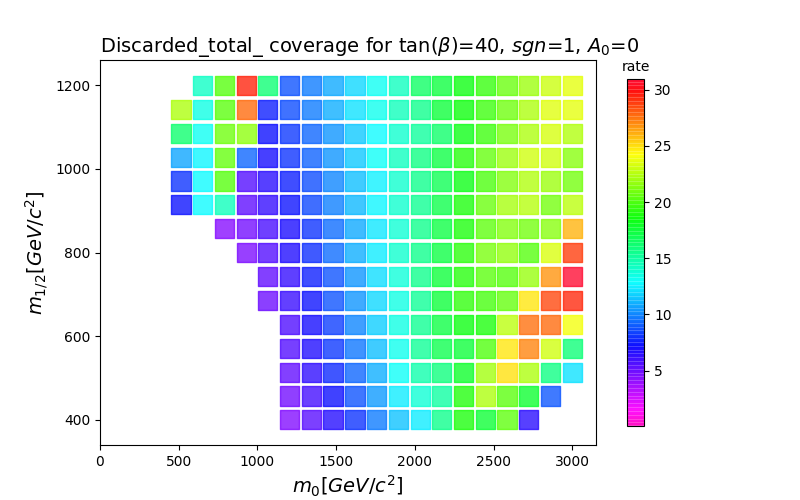 Discarded_total_ coverage for tan(β)=40, sgn=1, A₀=0
rate
1200
1000
800
600
400
m₁/₂[GeV/c²]
0 500 1000 1500 2000 2500 3000
m₀[GeV/c²]
30
25
20
15
10
5